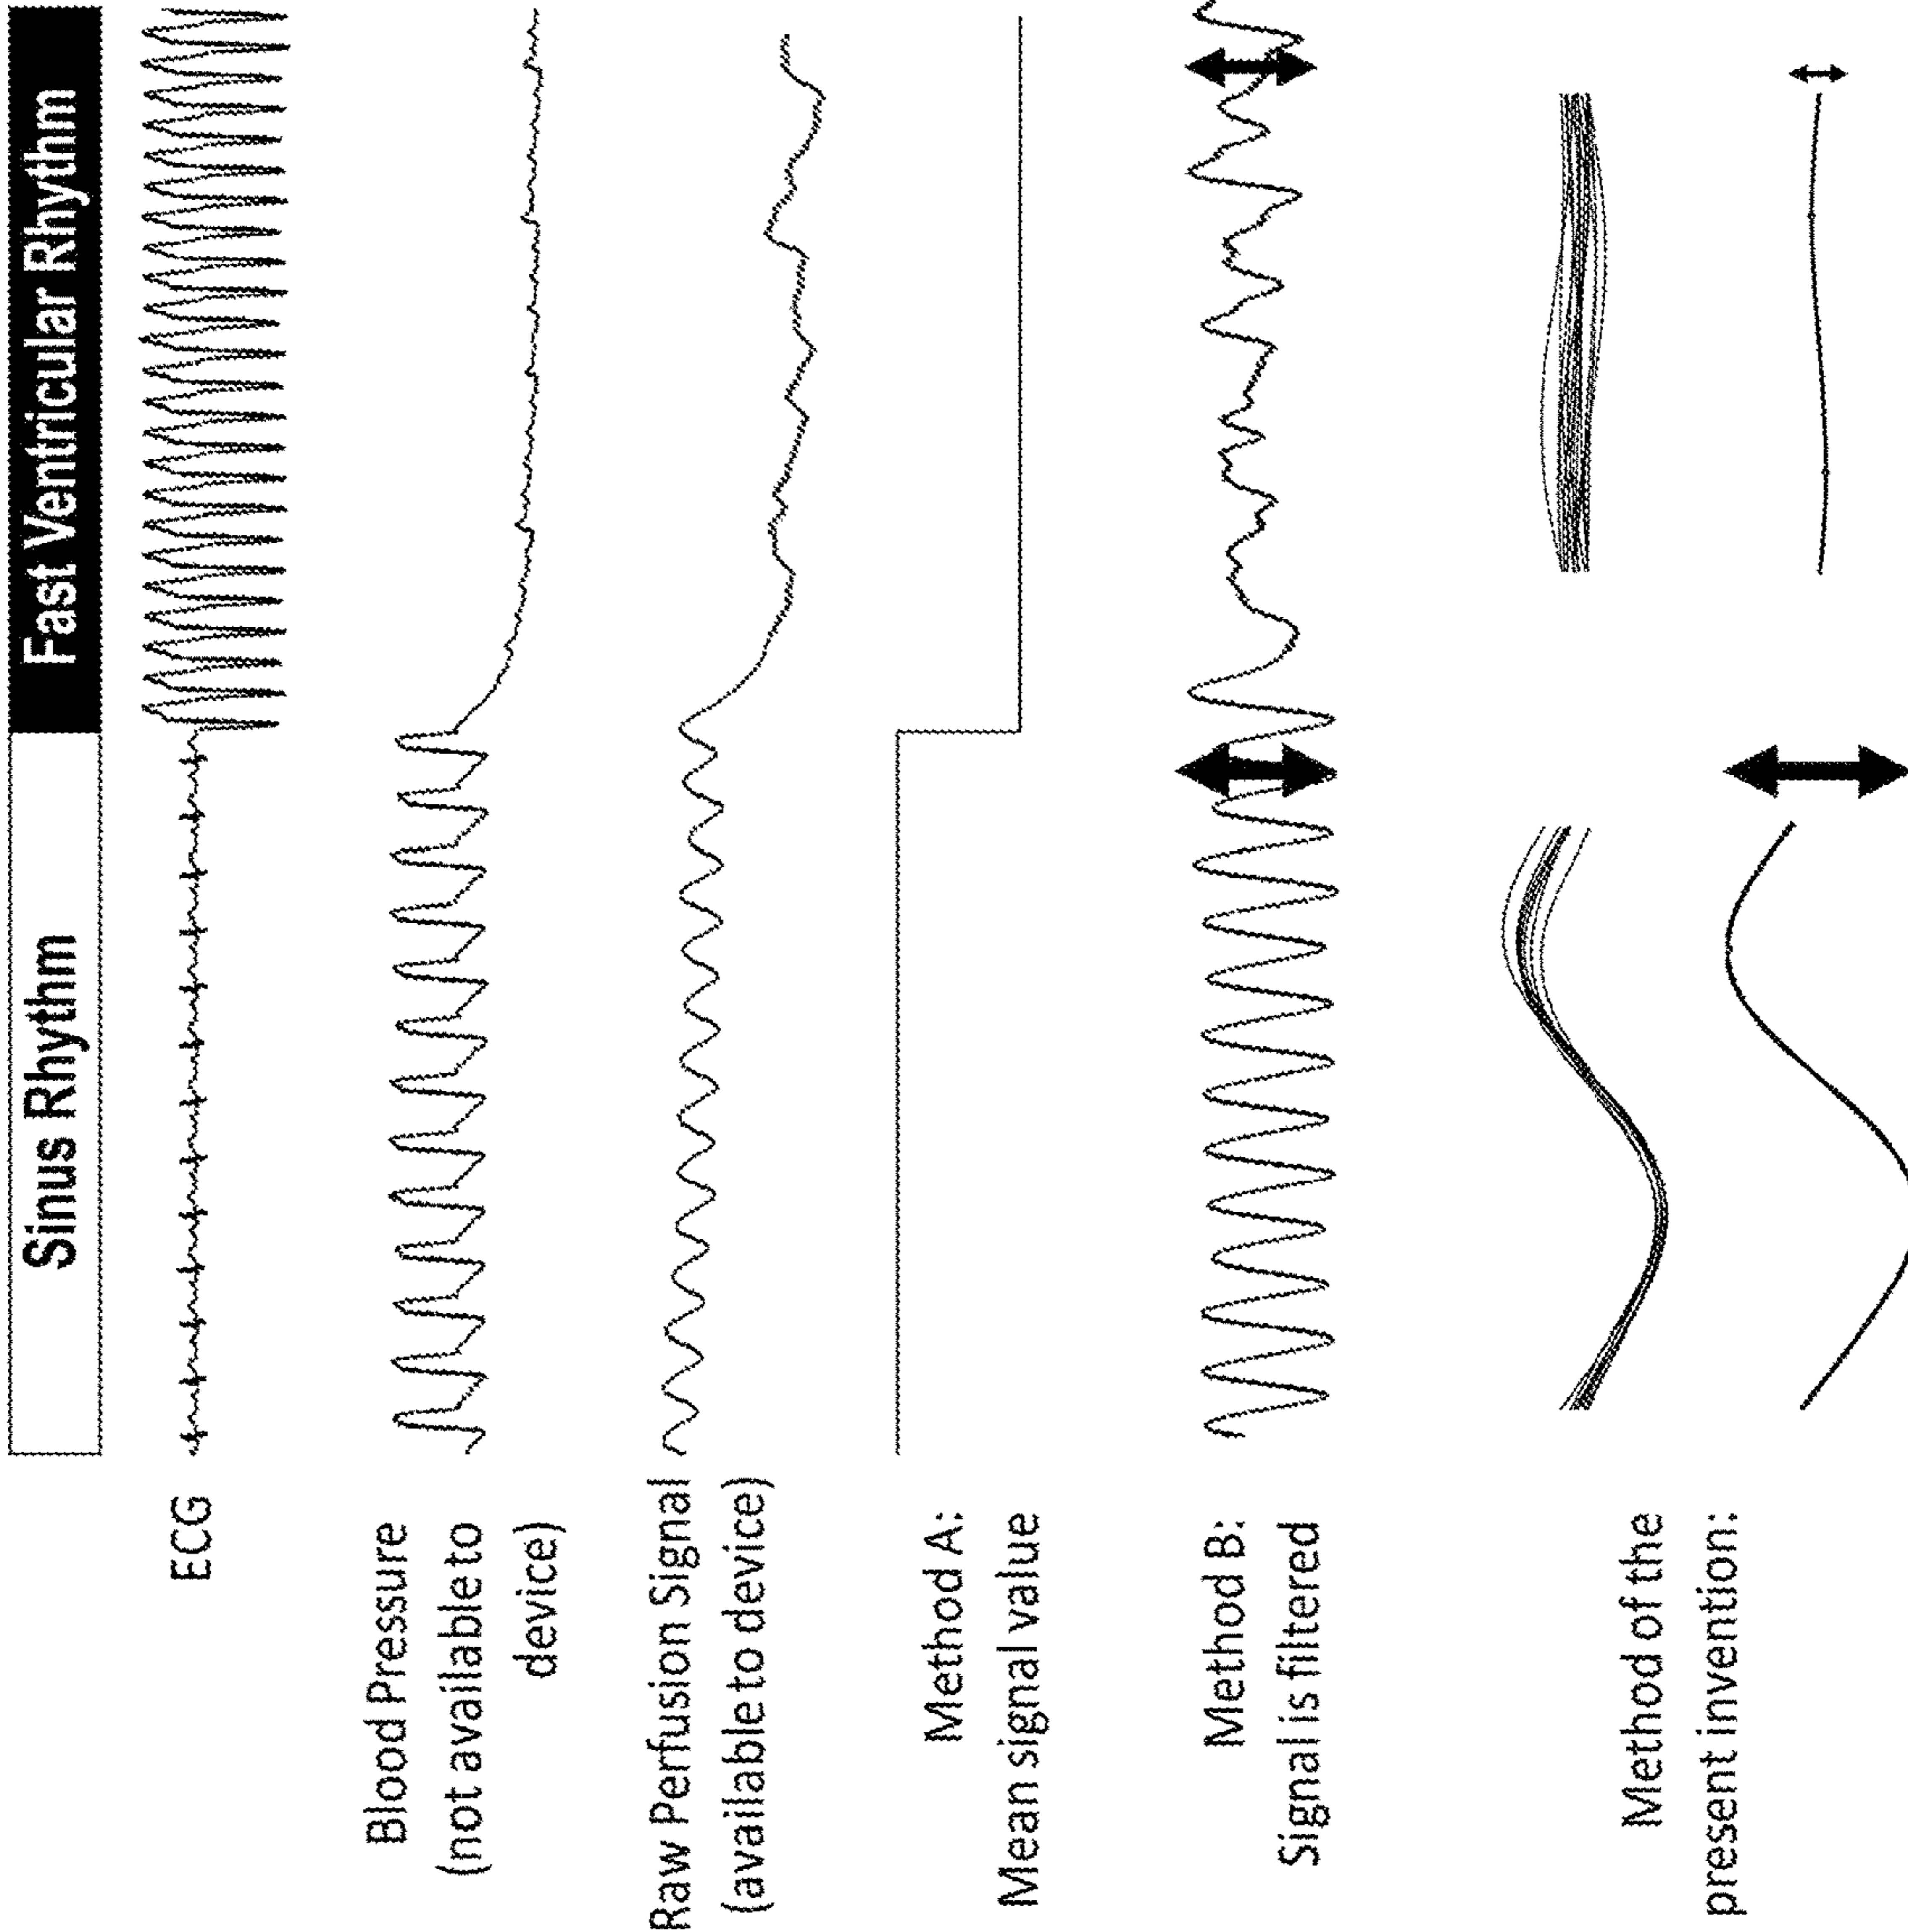 Sinus Rhythm
Fast Ventricular Rhythm
ECG
Blood Pressure
(not available to
device)
Raw Perfusion Signal
(available to device)
Method A:
Mean signal value
Method B:
Signal is filtered
Method of the
present invention: